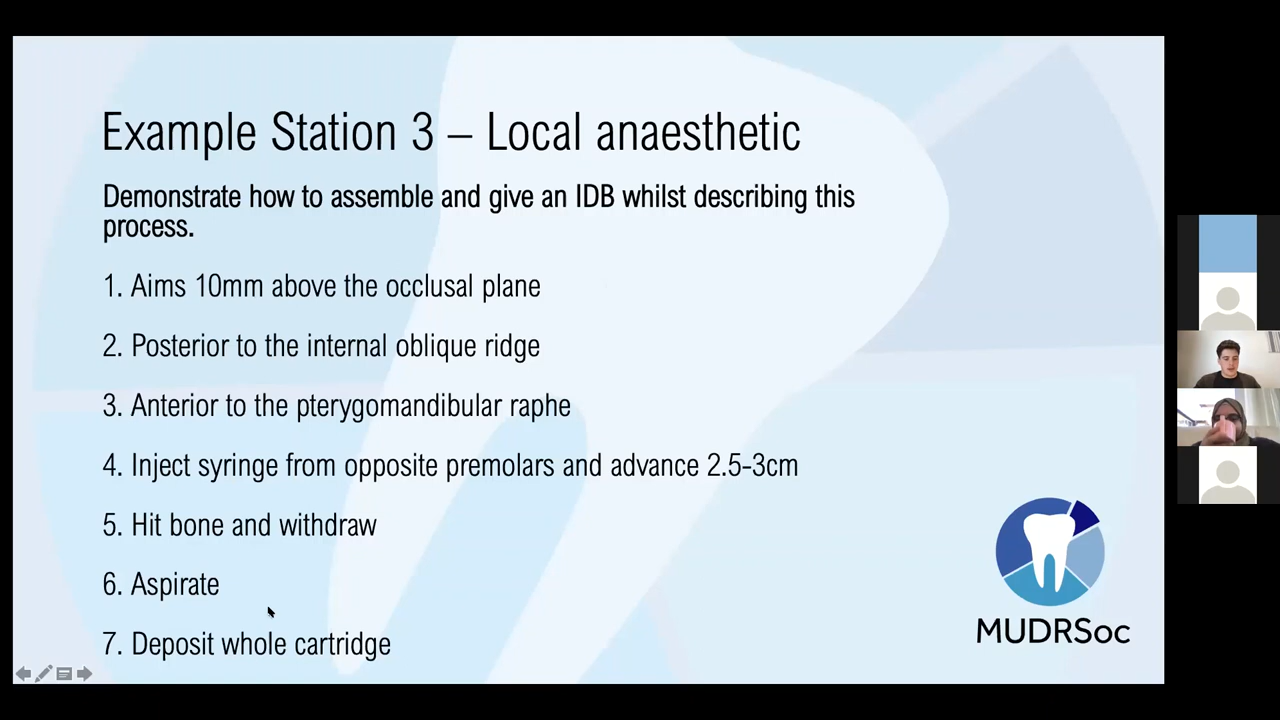 Example Station 3 – Local anaesthetic
Demonstrate how to assemble and give an IDB whilst describing this
process.
1. Aims 10mm above the occlusal plane
2. Posterior to the internal oblique ridge
3. Anterior to the pterygomandibular raphe
4. Inject syringe from opposite premolars and advance 2.5-3cm
5. Hit bone and withdraw
6. Aspirate
7. Deposit whole cartridge
MUDRSoc